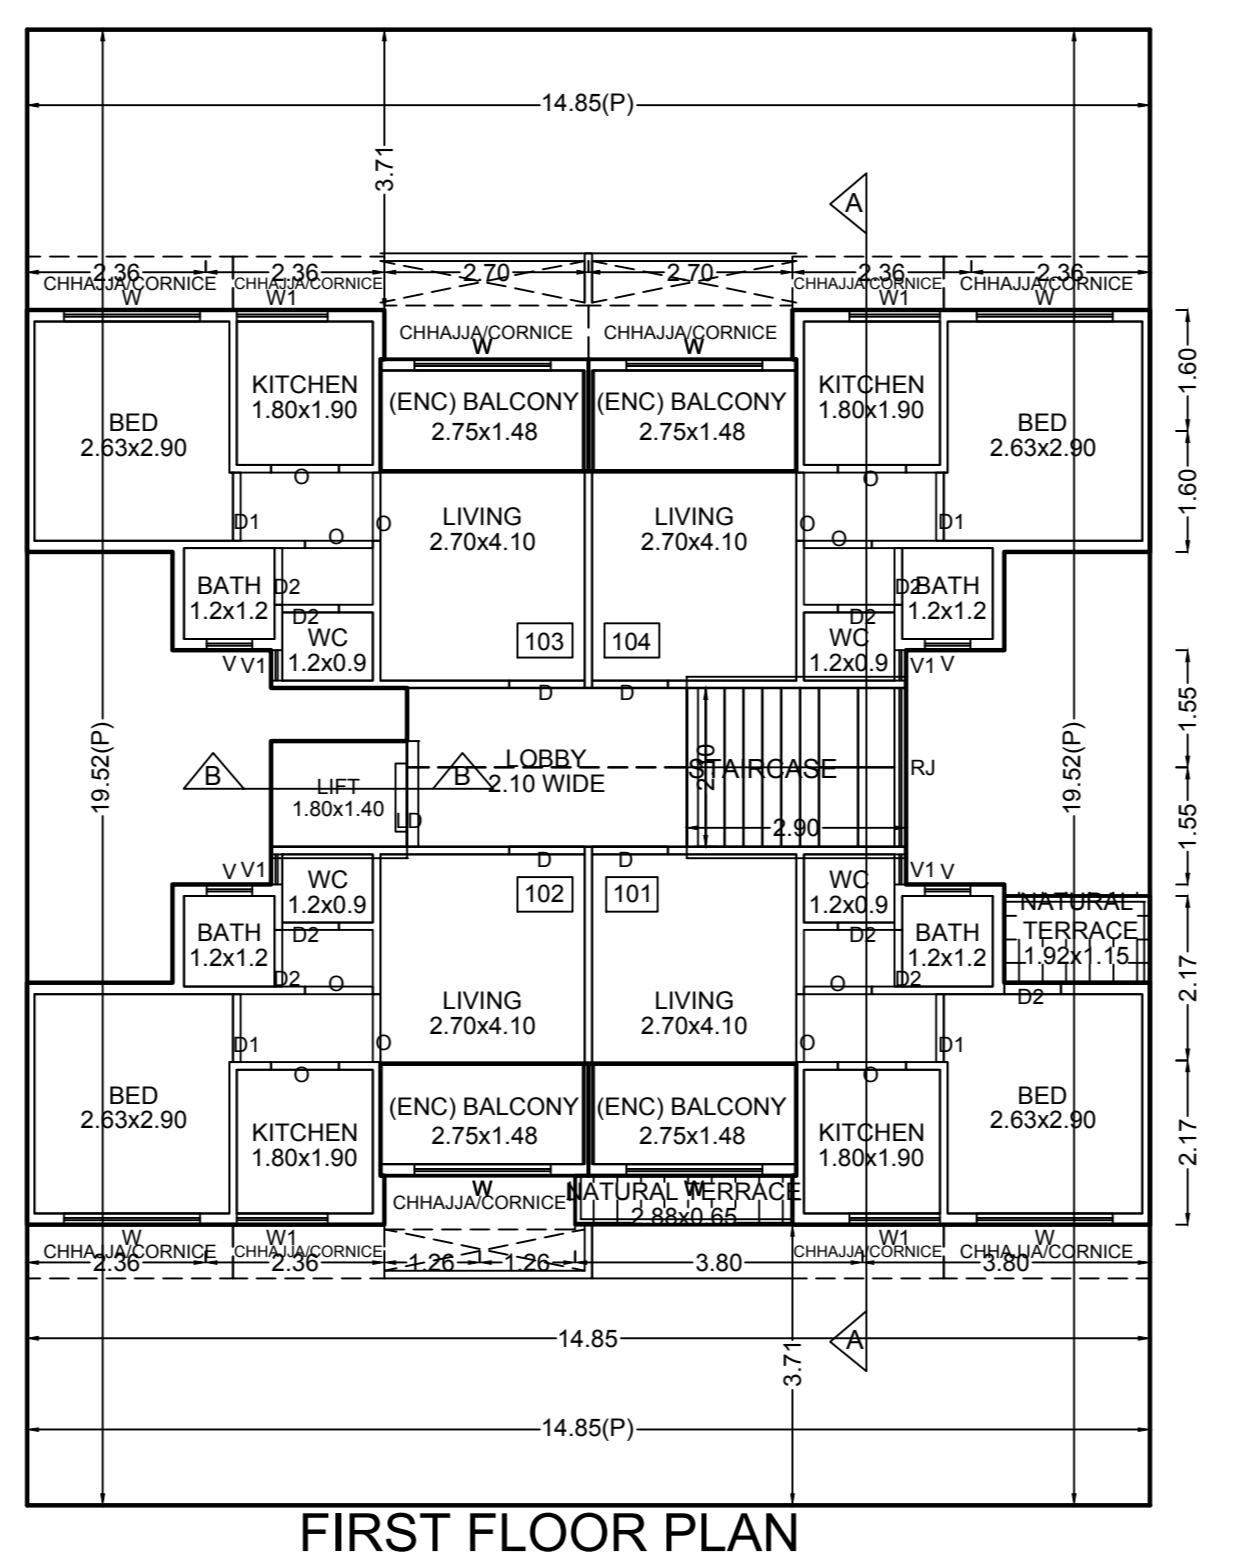 14.85(P)
3.71
A
2.36
2.36
2.70
2.70
2.36
2.36
CHHAJJA/CORNICE
CHHAJJA/CORNICE
CHHAJJA/CORNICE
CHHAJJA/CORNICE
W
W1
W1
W
CHHAJJA/CORNICE
CHHAJJA/CORNICE
W
W
1.60
KITCHEN
1.80x1.90
(ENC) BALCONY
2.75x1.48
(ENC) BALCONY
2.75x1.48
KITCHEN
1.80x1.90
BED
2.63x2.90
BED
2.63x2.90
O
O
1.60
D1
O
O
LIVING
2.70x4.10
LIVING
2.70x4.10
O
O
D1
BATH
1.2x1.2
D2
D2
BATH
1.2x1.2
D2
D2
WC
1.2x0.9
103
104
WC
1.2x0.9
V V1
V1 V
D
D
1.55
19.52(P)
19.52(P)
B
B
LOBBY
2.10 WIDE
2.10
STAIRCASE
RJ
LIFT
1.80x1.40
LD
2.90
1.55
D
D
V V1
V1 V
WC
1.2x0.9
102
101
WC
1.2x0.9
NATURAL
TERRACE
1.92x1.15
BATH
1.2x1.2
D2
D2
BATH
1.2x1.2
D2
O
O
D2
D2
2.17
LIVING
2.70x4.10
LIVING
2.70x4.10
D1
O
O
D1
O
O
BED
2.63x2.90
BED
2.63x2.90
(ENC) BALCONY
2.75x1.48
(ENC) BALCONY
2.75x1.48
KITCHEN
1.80x1.90
KITCHEN
1.80x1.90
2.17
W
W
CHHAJJA/CORNICE
NATURAL TERRACE
2.88x0.65
W
W1
W1
W
CHHAJJA/CORNICE
CHHAJJA/CORNICE
CHHAJJA/CORNICE
CHHAJJA/CORNICE
2.36
2.36
1.26
1.26
3.80
3.80
14.85
A
3.71
14.85(P)
FIRST FLOOR PLAN